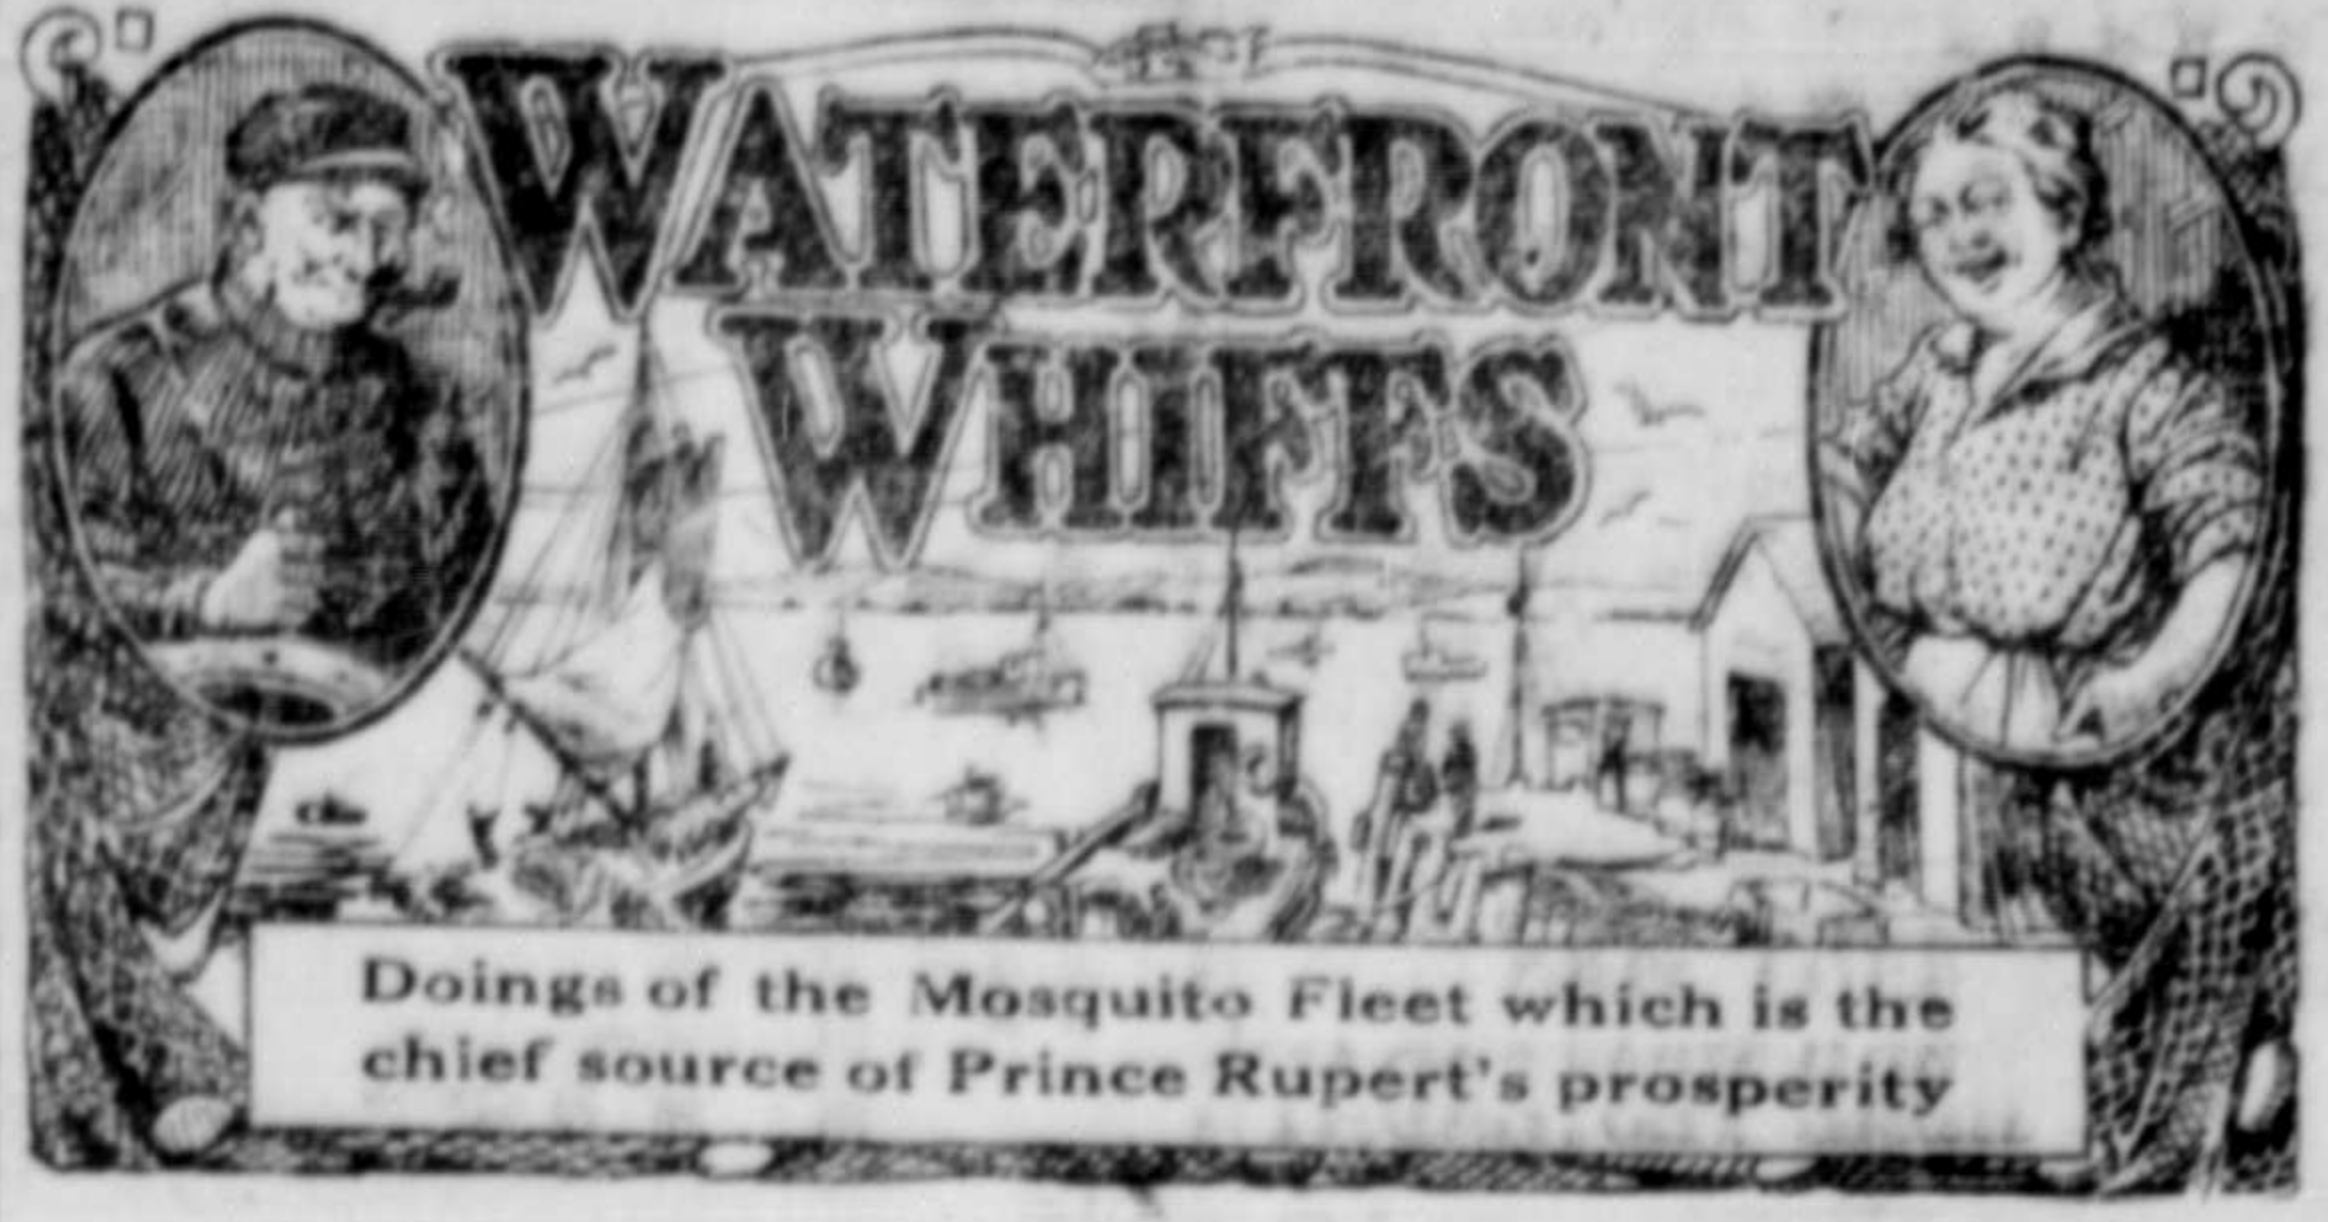 WATERFRONT
WHIFFS
Doings of the Mosquito Fleet which is the
chief source of Prince Rupert's prosperity